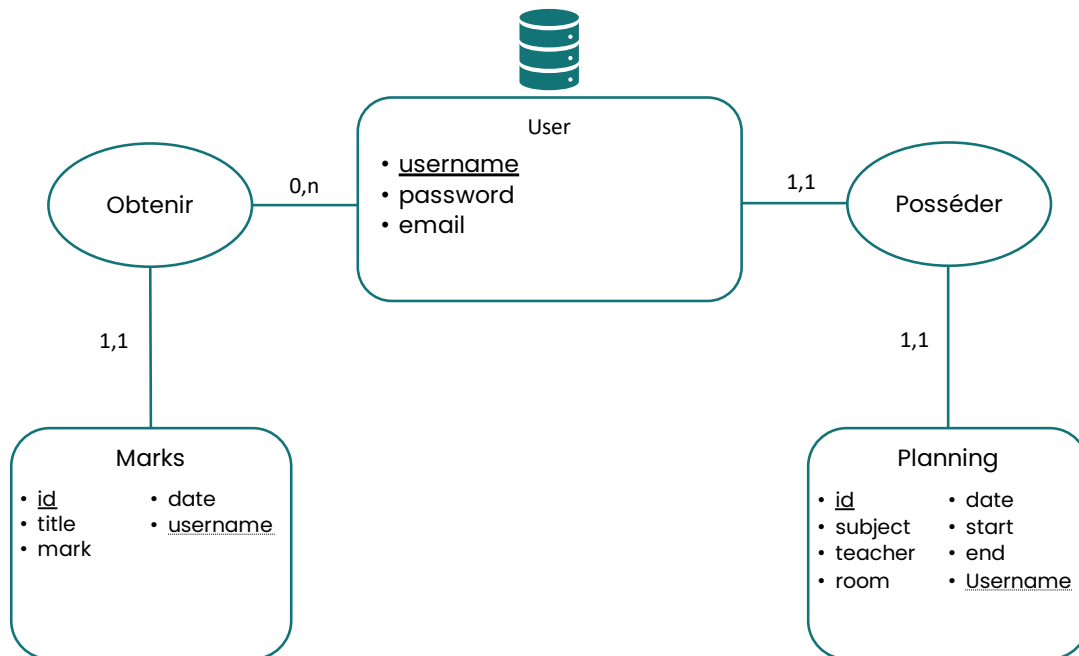 User
• username
• password
• email
Obtenir
0,n
1,1
Posséder
1,1
1,1
Marks
• id
• title
• mark
• date
• username
Planning
• id
• subject
• teacher
• room
• date
• start
• end
• Username